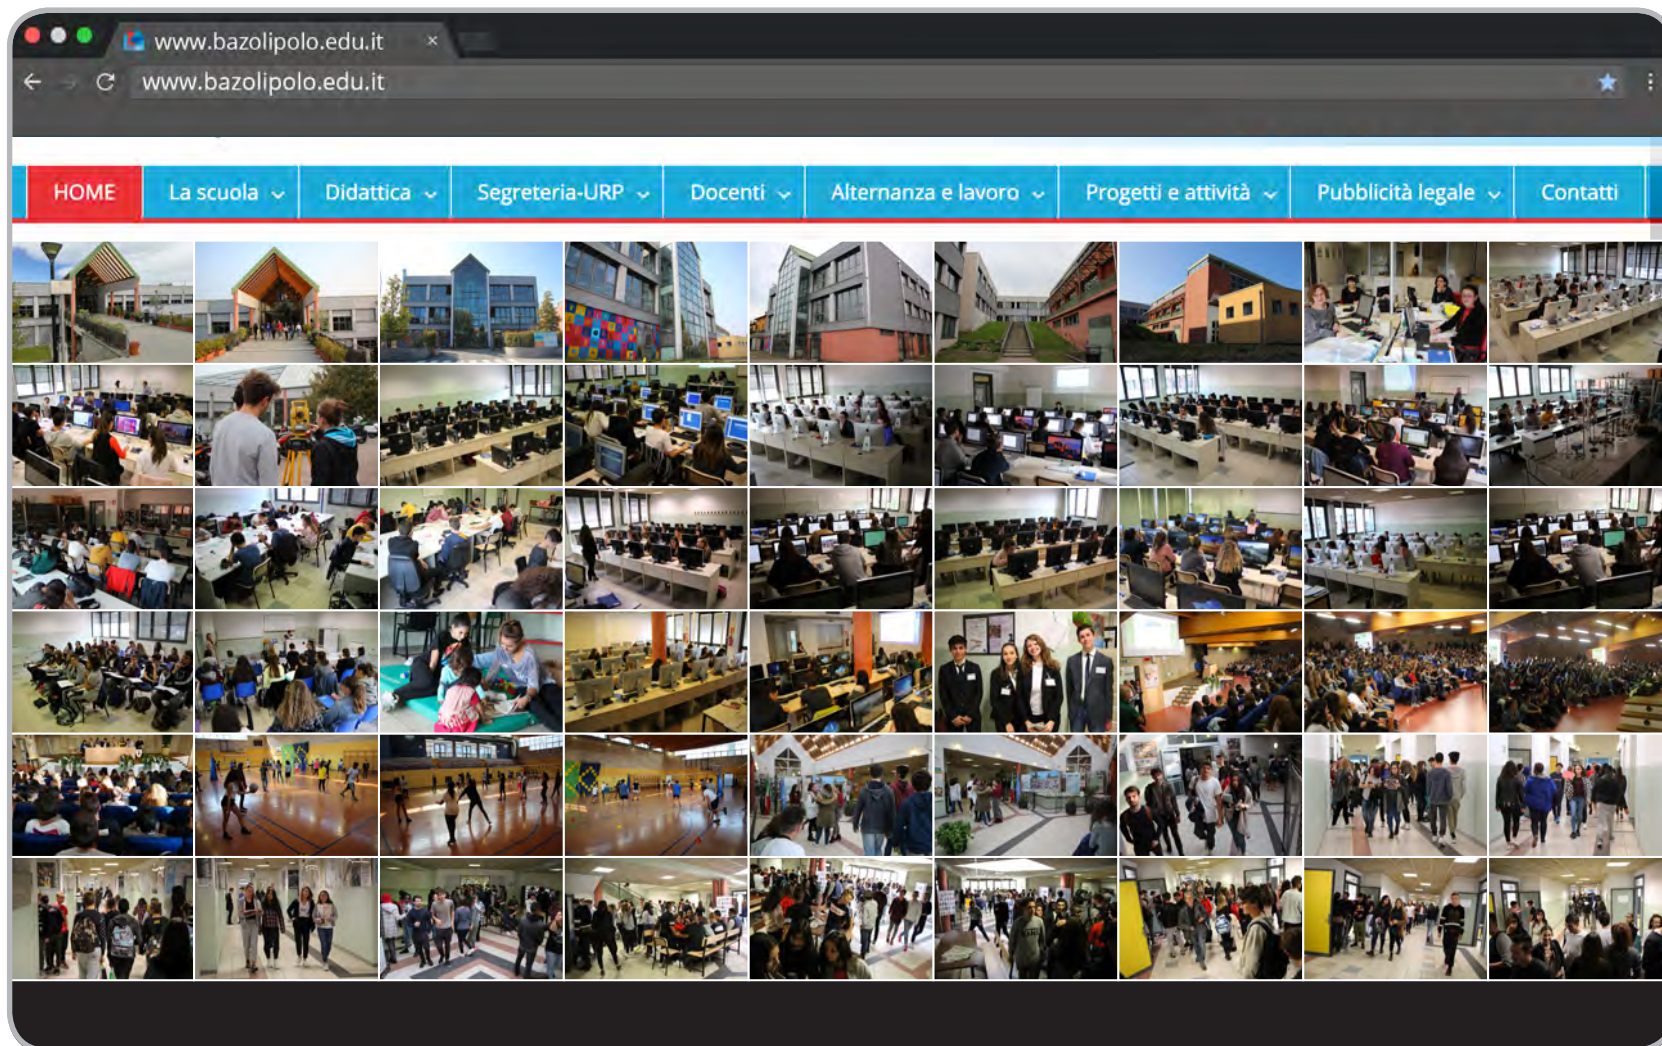 www.bazolipolo.edu.it ×
www.bazolipolo.edu.it
HOME La scuola Didattica Segreteria-URP Docenti Alternanza e lavoro Progetti e attività Pubblicità legale Contatti